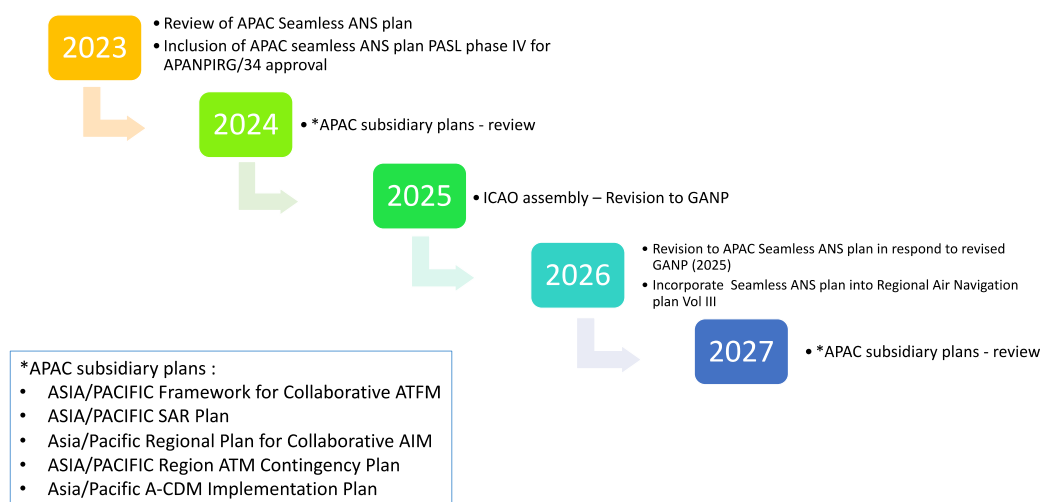 2023
• Review of APAC Seamless ANS plan
• Inclusion of APAC seamless ANS plan PASL phase IV for
APANPIRG/34 approval
2024
• *APAC subsidiary plans - review
2025
• ICAO assembly – Revision to GANP
2026
• Revision to APAC Seamless ANS plan in respond to revised
GANP (2025)
• Incorporate Seamless ANS plan into Regional Air Navigation
plan Vol III
2027
• *APAC subsidiary plans - review
*APAC subsidiary plans :
• ASIA/PACIFIC Framework for Collaborative ATFM
• ASIA/PACIFIC SAR Plan
• Asia/Pacific Regional Plan for Collaborative AIM
• ASIA/PACIFIC Region ATM Contingency Plan
• Asia/Pacific A-CDM Implementation Plan